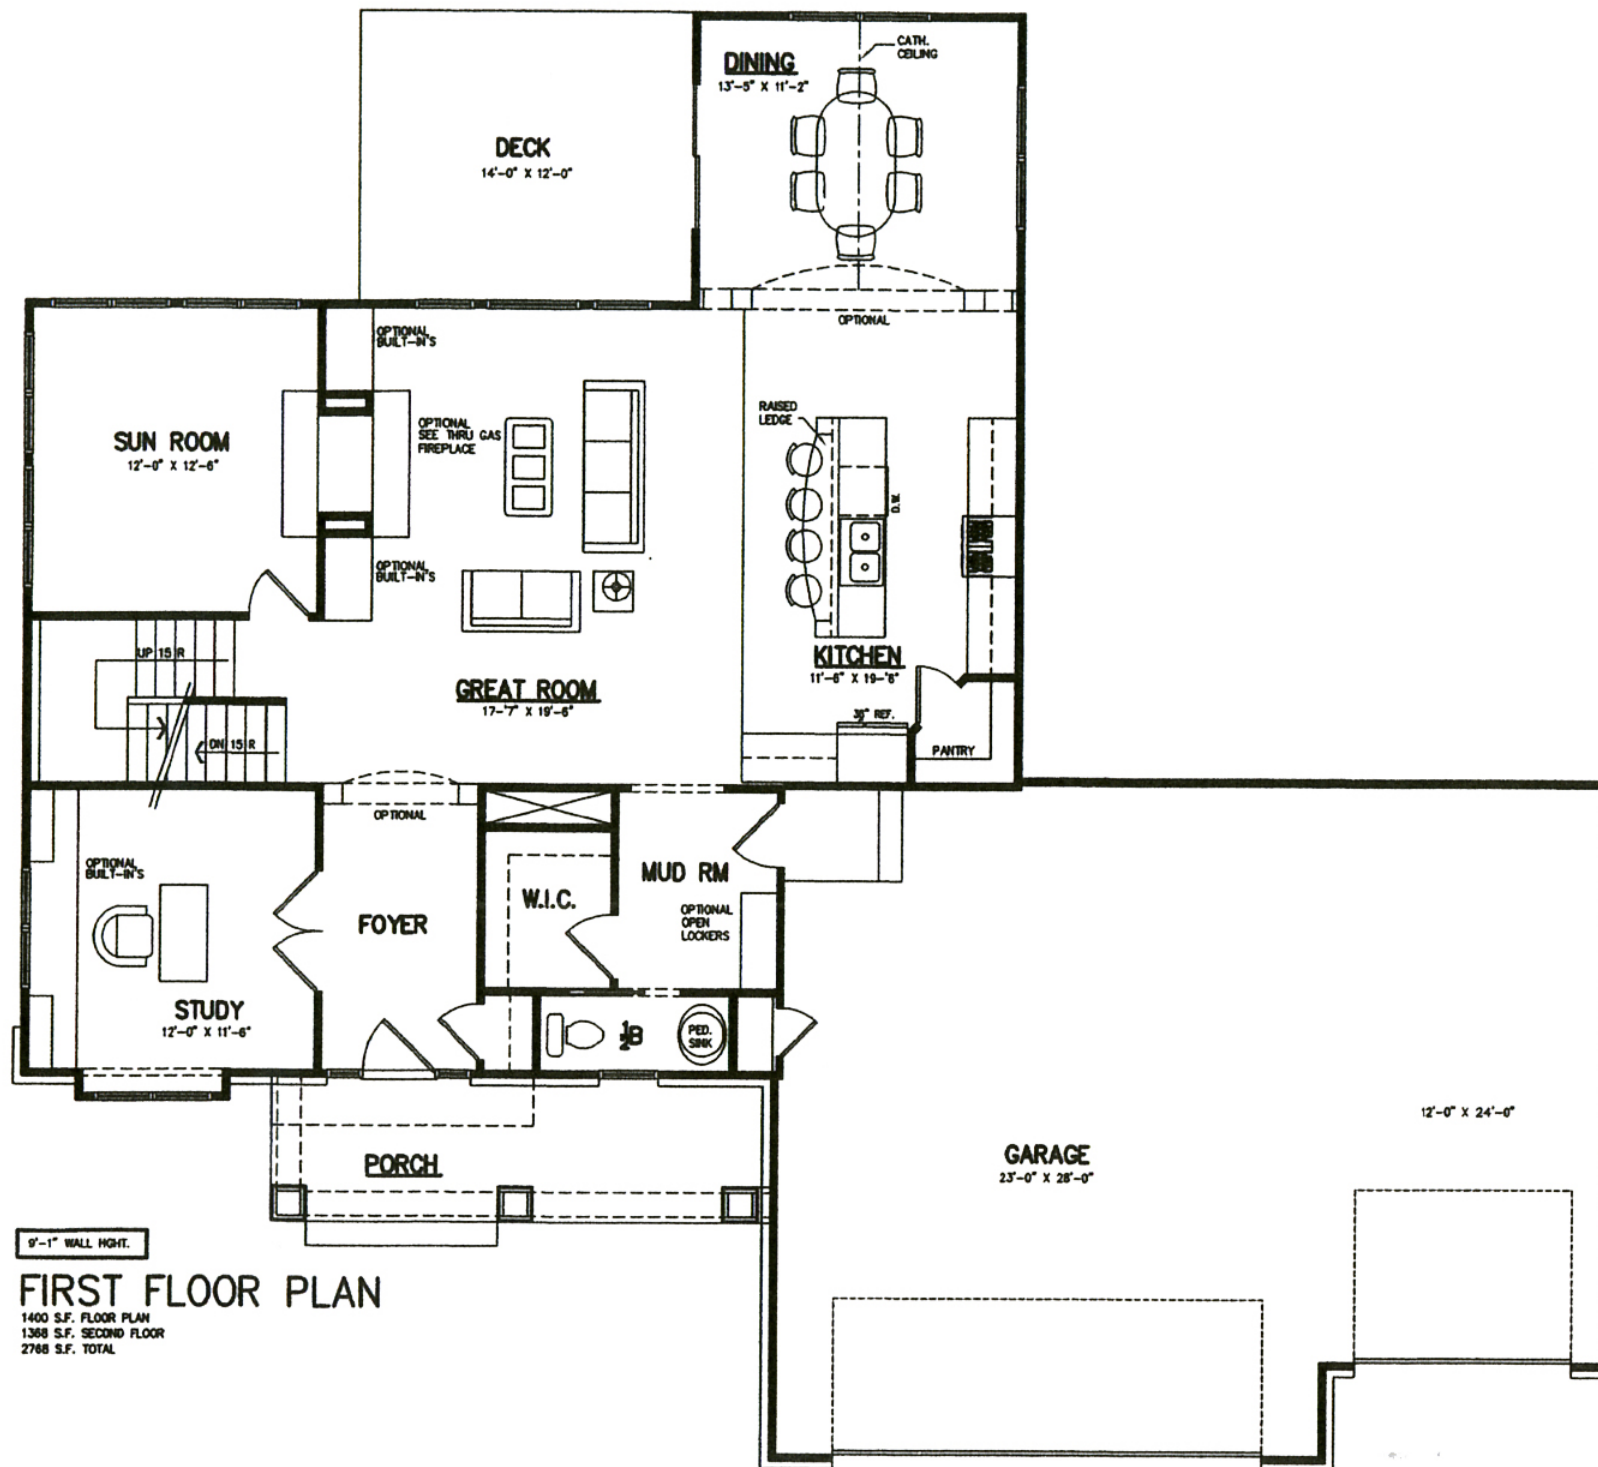 CATH.
CEILING
DINING
13'-5" X 11'-2"
DECK
14'-0" X 12'-0"
OPTIONAL
OPTIONAL
BUILT-IN'S
RAISED
LEDGE
OPTIONAL
SEE THRU GAS
FIREPLACE
SUN ROOM
12'-0" X 12'-6"
D.W.
OPTIONAL
BUILT-IN'S
UP 15 R
KITCHEN
11'-6" X 19-'6"
GREAT ROOM
17-'7" X 19'-6"
36" REF.
DN 15 R
PANTRY
OPTIONAL
OPTIONAL
BUILT-IN'S
MUD RM
W.I.C.
OPTIONAL
OPEN
LOCKERS
FOYER
STUDY
12'-0" X 11'-6"
½B
PED.
SINK
12'-0" X 24'-0"
PORCH
GARAGE
23'-0" X 28'-0"
9'-1" WALL HGHT.
FIRST FLOOR PLAN
1400 S.F. FLOOR PLAN
1368 S.F. SECOND FLOOR
2768 S.F. TOTAL